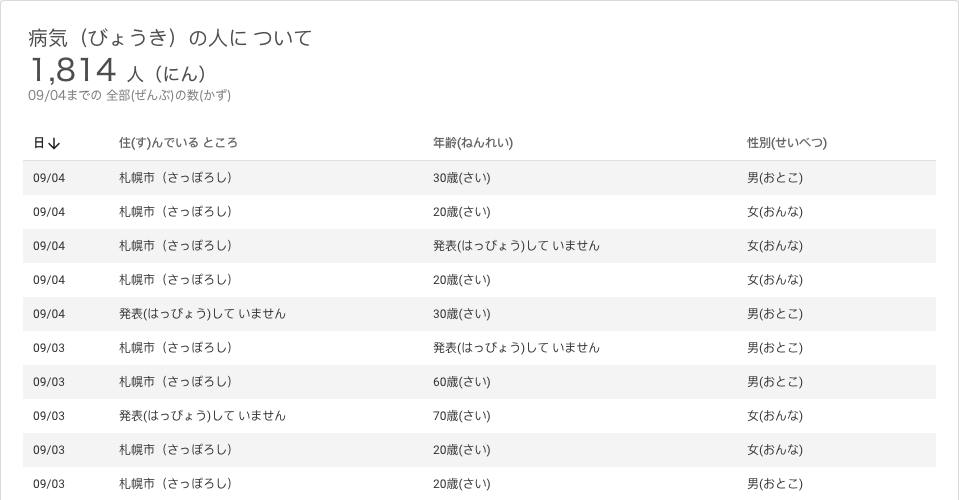 病気（びょうき）の人に ついて
1,814 人（にん）
09/04までの 全部(ぜんぶ)の数(かず)
日↓ 住(す)んでいる ところ 年齢(ねんれい) 性別(せいべつ)
09/04 札幌市（さっぽろし） 30歳(さい) 男(おとこ)
09/04 札幌市（さっぽろし） 20歳(さい) 女(おんな)
09/04 札幌市（さっぽろし） 発表(はっぴょう)して いません 女(おんな)
09/04 札幌市（さっぽろし） 20歳(さい) 女(おんな)
09/04 発表(はっぴょう)して いません 30歳(さい) 男(おとこ)
09/03 札幌市（さっぽろし） 発表(はっぴょう)して いません 男(おとこ)
09/03 札幌市（さっぽろし） 60歳(さい) 男(おとこ)
09/03 発表(はっぴょう)して いません 70歳(さい) 女(おんな)
09/03 札幌市（さっぽろし） 20歳(さい) 女(おんな)
09/03 札幌市（さっぽろし） 20歳(さい) 男(おとこ)